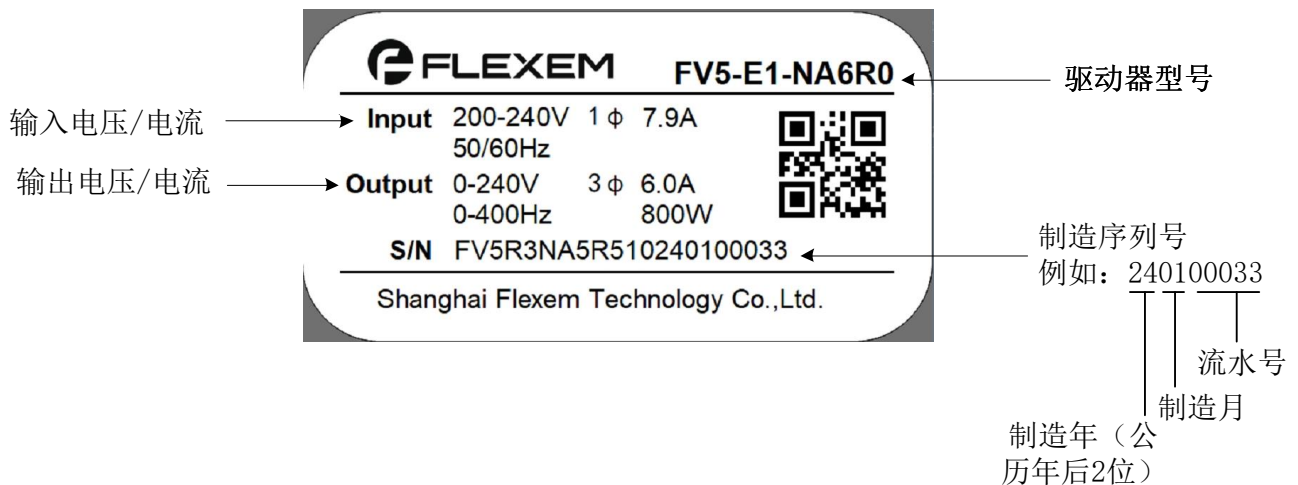 FLEXEM
FV5-E1-NA6R0
驱动器型号
输入电压/电流
Input 200-240V 1ф 7.9A
50/60Hz
输出电压/电流
Output 0-240V 3ф 6.0A
0-400Hz 800W
S/N FV5R3NA5R510240100033
制造序列号
例如：240100033
Shanghai Flexem Technology Co.,Ltd.
流水号
制造月
制造年（公
历年后2位）